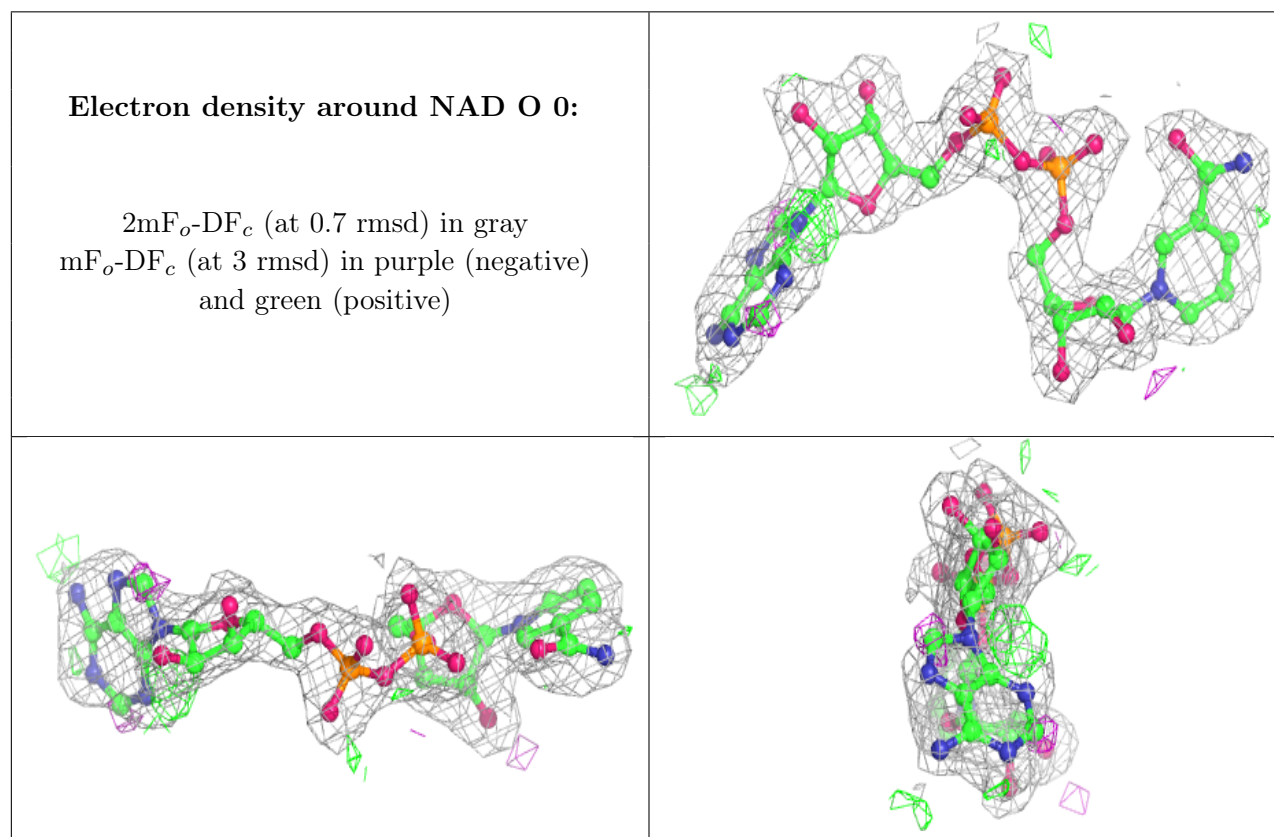 Electron density around NAD O 0:
2mFo-DFc (at 0.7 rmsd) in gray
mFo-DFc (at 3 rmsd) in purple (negative)
and green (positive)